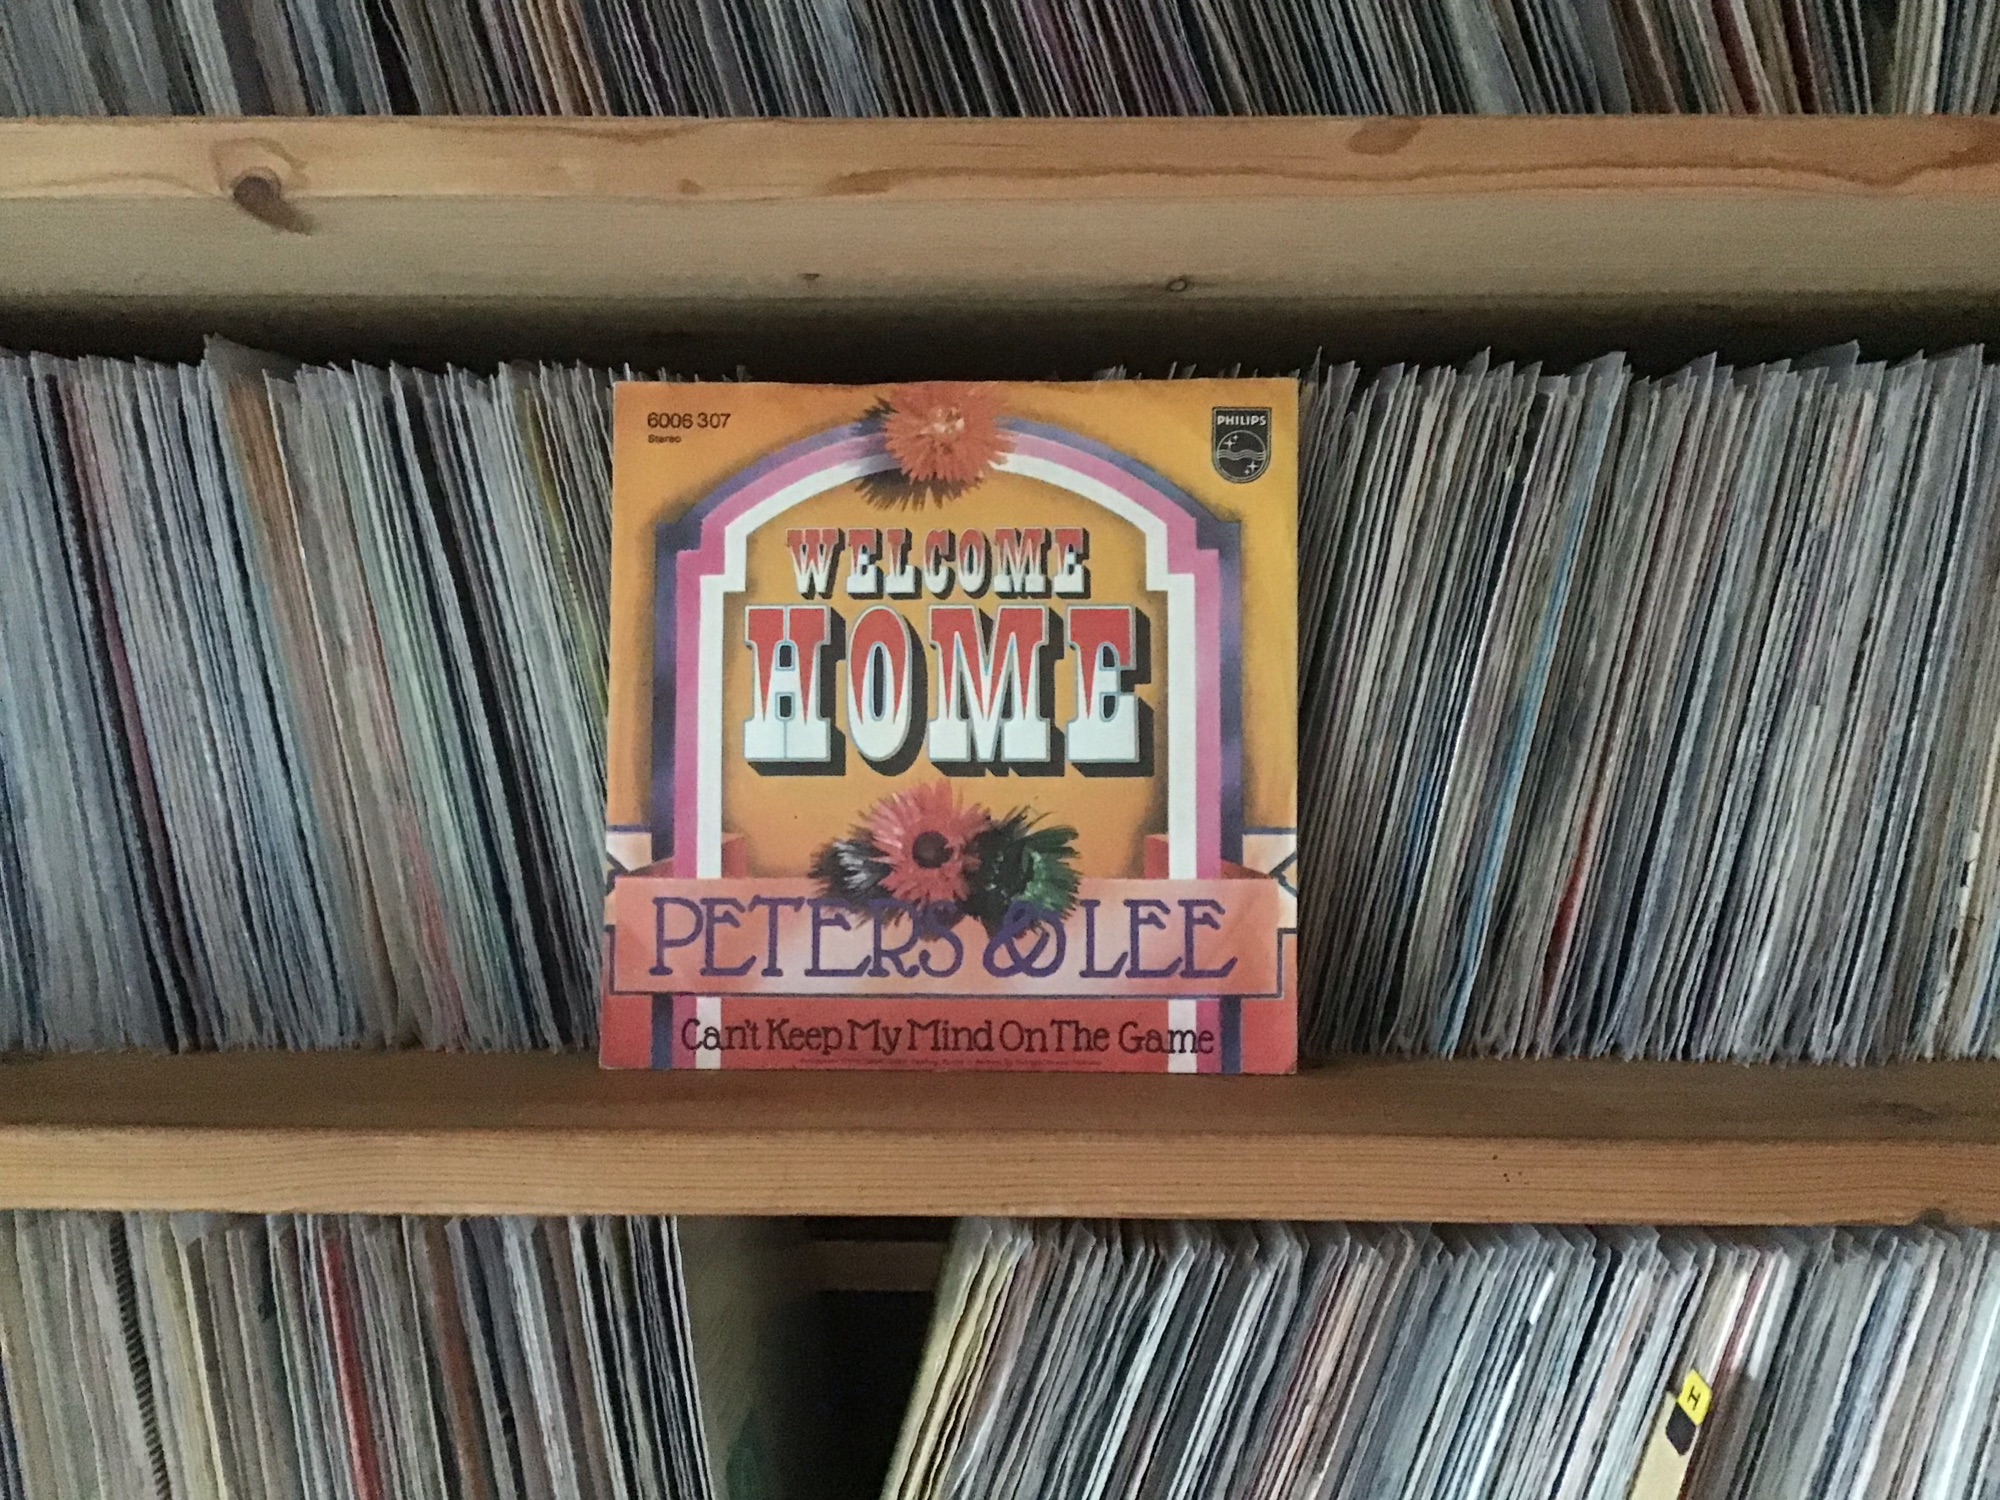 6006 307
Stereo
PHILIPS
WELCOME
HOME
PETERS & LEE
Can't Keep My Mind On The Game
H